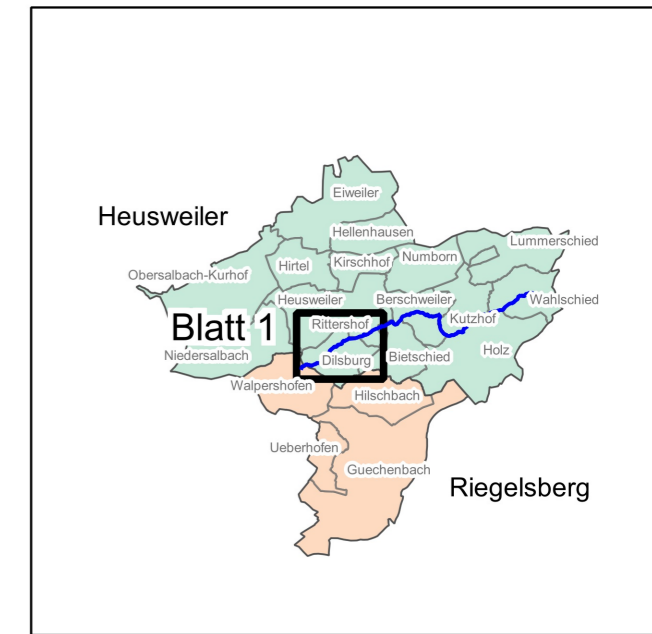 Eiweiler
Heusweiler
Hellenhausen
Lummerschied
Numborn
Kirschhof
Hirtel
Obersalbach-Kurhof
Heusweiler
Berschweiler
Wahlschied
Kutzhof
Blatt 1
Rittershof
Holz
Niedersalbach
Dilsburg
Bietschied
Walpershofen
Hilschbach
Ueberhofen
Guechenbach
Riegelsberg